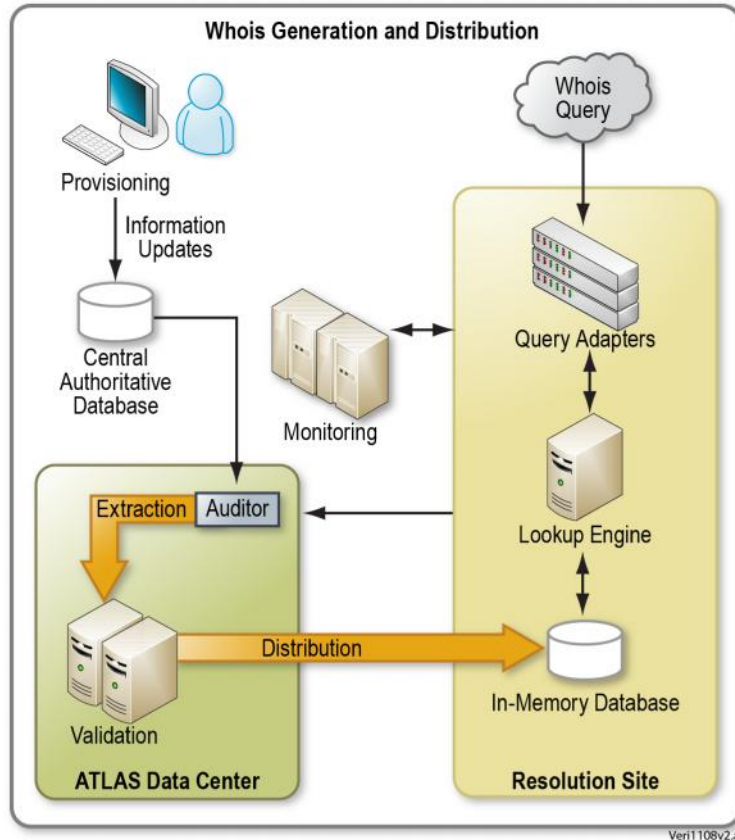 Whois Generation and Distribution
Whois
Query
Provisioning
Information
Updates
Central
Authoritative
Database
Monitoring
Query Adapters
Lookup Engine
In-Memory Database
Resolution Site
Extraction
Auditor
Distribution
Validation
ATLAS Data Center